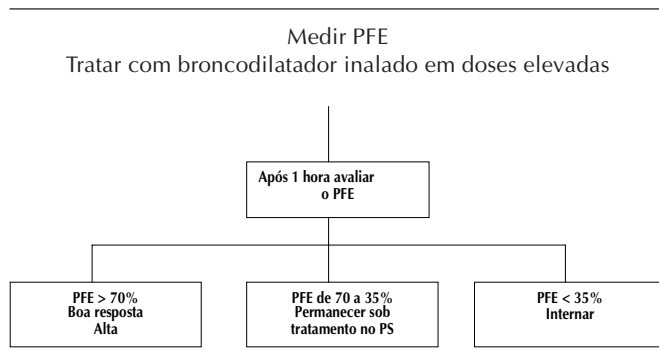 Medir PFE
Tratar com broncodilatador inalado em doses elevadas
Após 1 hora avaliar
o PFE
PFE > 70%
Boa resposta
Alta
PFE de 70 a 35%
Permanecer sob
tratamento no PS
PFE < 35%
Internar